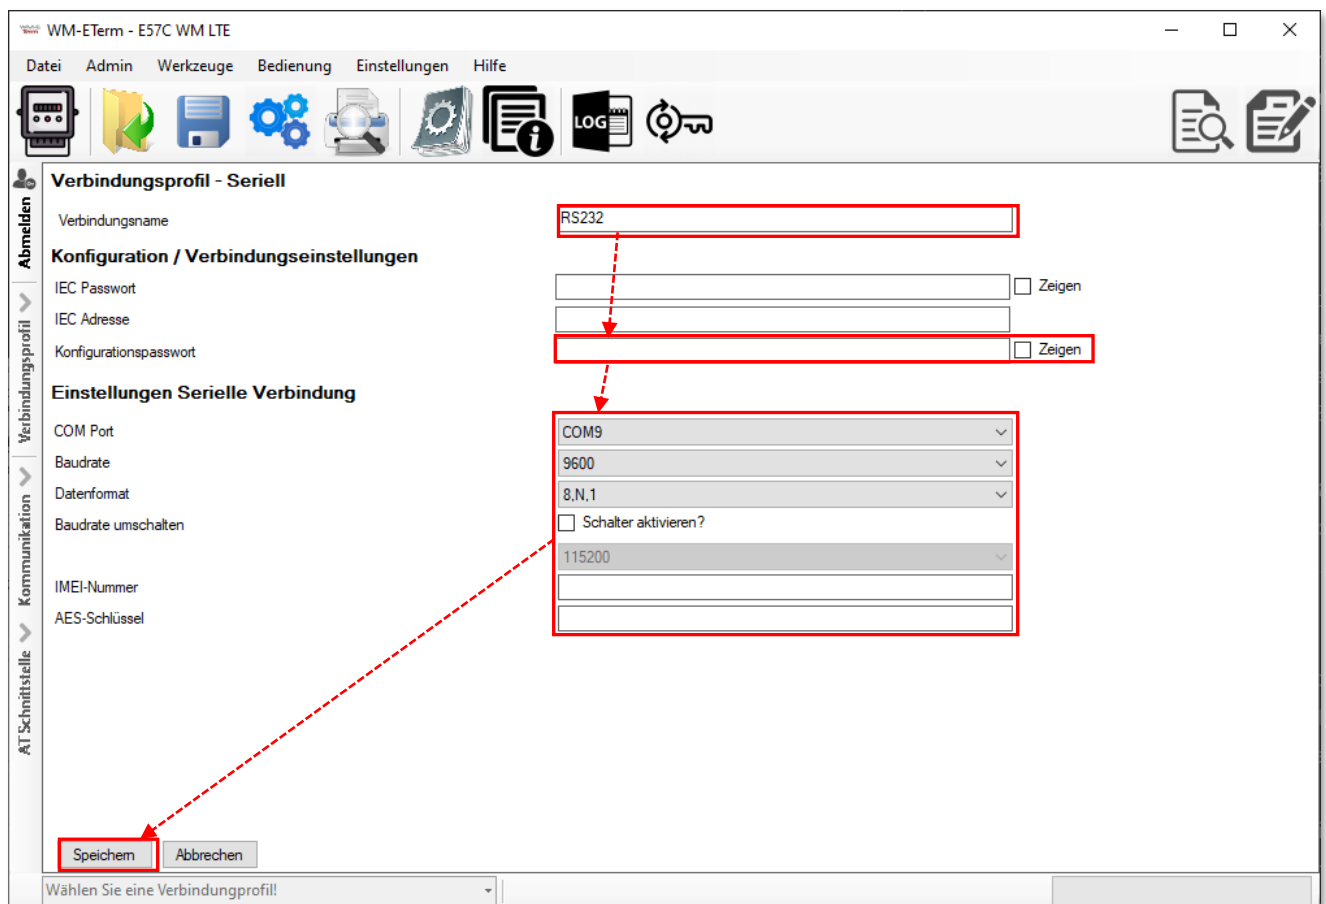 WM-ETerm - E57C WM LTE
Datei Admin Werkzeuge Bedienung Einstellungen Hilfe
LOG
Abmelden
Verbindungsprofil
Kommunikation
AT Schnittstelle
Verbindungsprofil - Seriell
Verbindungsname RS232
Konfiguration / Verbindungseinstellungen
IEC Passwort Zeigen
IEC Adresse
Konfigurationspasswort Zeigen
Einstellungen Serielle Verbindung
COM Port COM9
Baudrate 9600
Datenformat 8,N,1
Baudrate umschalten Schalter aktivieren?
115200
IMEI-Nummer
AES-Schlüssel
Speichern Abbrechen
Wählen Sie eine Verbindungprofil!